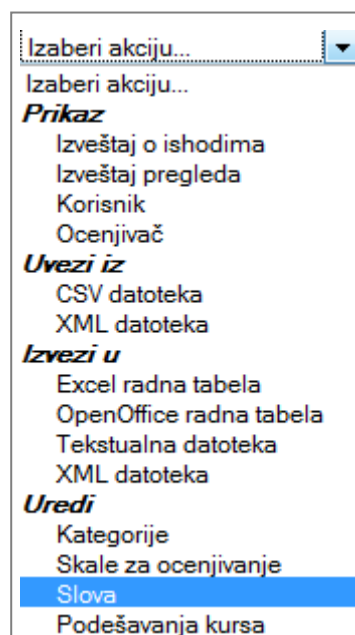 Izaberi akciju...
Izaberi akciju...
Prikaz
Izveštaj o ishodima
Izveštaj pregleda
Korisnik
Ocenjivač
Uvezi iz
CSV datoteka
XML datoteka
Izvezi u
Excel radna tabela
OpenOffice radna tabela
Tekstualna datoteka
XML datoteka
Uredi
Kategorije
Skale za ocenjivanje
Slova
Podešavanja kursa